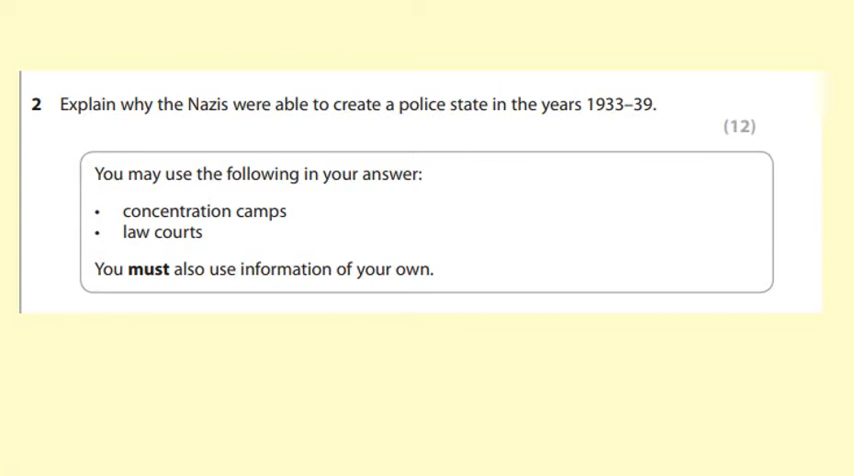 2 Explain why the Nazis were able to create a police state in the years 1933–39.
(12)
You may use the following in your answer:
• concentration camps
• law courts
You must also use information of your own.